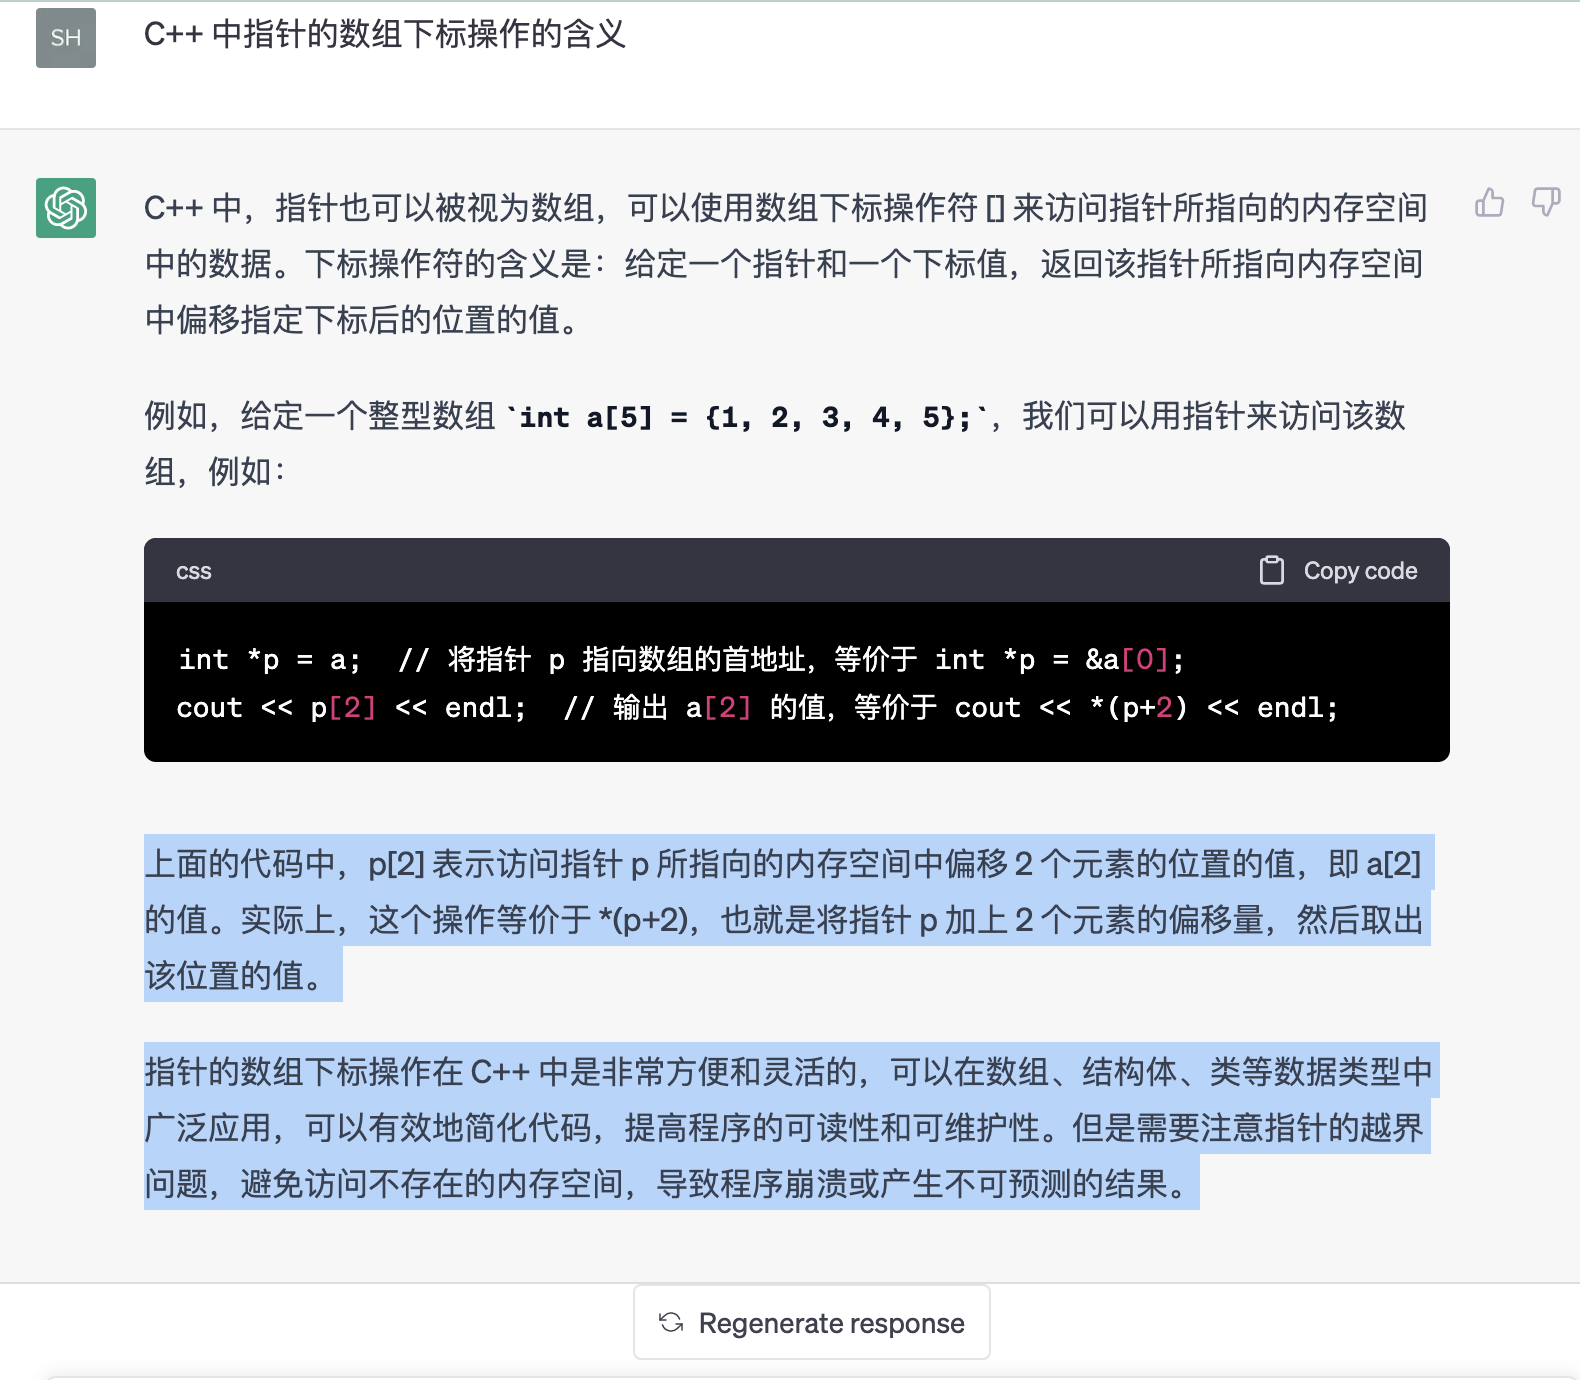 SH
C++ 中指针的数组下标操作的含义
C++ 中，指针也可以被视为数组，可以使用数组下标操作符 [] 来访问指针所指向的内存空间
中的数据。下标操作符的含义是：给定一个指针和一个下标值，返回该指针所指向内存空间
中偏移指定下标后的位置的值。
例如，给定一个整型数组 `int a[5] = {1, 2, 3, 4, 5};`，我们可以用指针来访问该数
组，例如：
css
Copy code
int *p = a;  // 将指针 p 指向数组的首地址，等价于 int *p = &a[0];
cout << p[2] << endl;  // 输出 a[2] 的值，等价于 cout << *(p+2) << endl;
上面的代码中，p[2] 表示访问指针 p 所指向的内存空间中偏移 2 个元素的位置的值，即 a[2]
的值。实际上，这个操作等价于 *(p+2)，也就是将指针 p 加上 2 个元素的偏移量，然后取出
该位置的值。
指针的数组下标操作在 C++ 中是非常方便和灵活的，可以在数组、结构体、类等数据类型中
广泛应用，可以有效地简化代码，提高程序的可读性和可维护性。但是需要注意指针的越界
问题，避免访问不存在的内存空间，导致程序崩溃或产生不可预测的结果。
Regenerate response